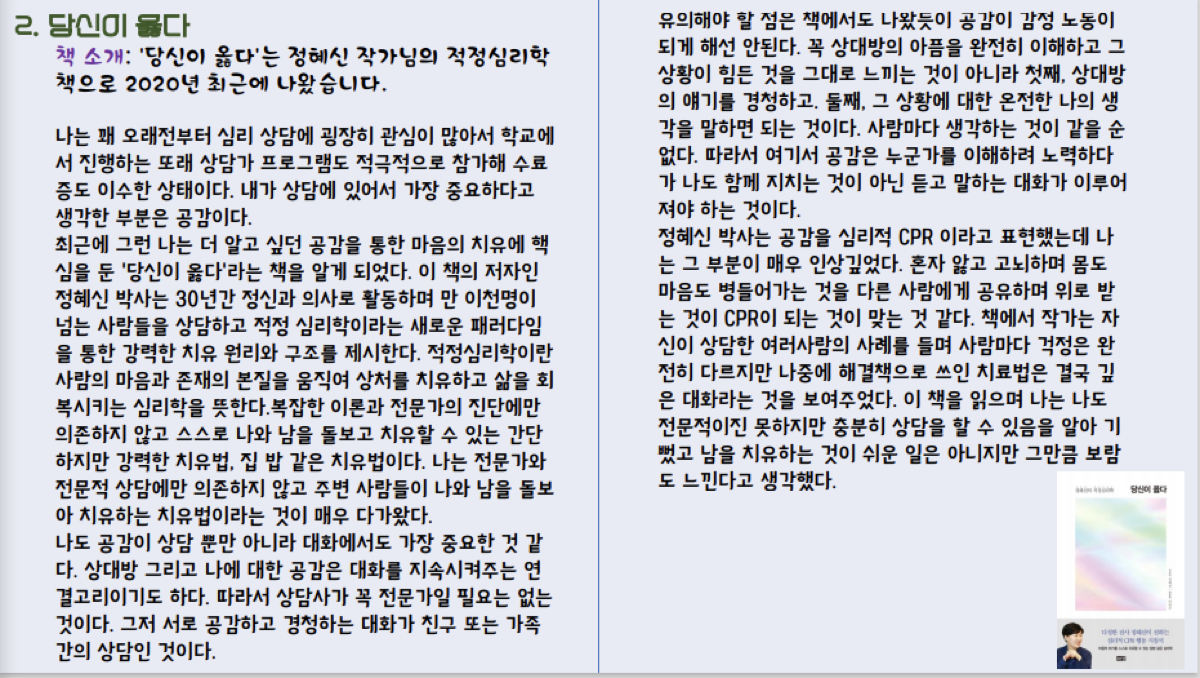 2. 당신이 옳다
책 소개: '당신이 옳다'는 정혜신 작가님의 적정심리학
책으로 2020년 최근에 나왔습니다.
나는 꽤 오래전부터 심리 상담에 굉장히 관심이 많아서 학교에
서 진행하는 또래 상담가 프로그램도 적극적으로 참가해 수료
증도 이수한 상태이다. 내가 상담에 있어서 가장 중요하다고
생각한 부분은 공감이다.
최근에 그런 나는 더 알고 싶던 공감을 통한 마음의 치유에 핵
심을 둔 '당신이 옳다'라는 책을 알게 되었다. 이 책의 저자인
정혜신 박사는 30년간 정신과 의사로 활동하며 만 이천명이
넘는 사람들을 상담하고 적정 심리학이라는 새로운 패러다임
을 통한 강력한 치유 원리와 구조를 제시한다. 적정심리학이란
사람의 마음과 존재의 본질을 움직여 상처를 치유하고 삶을 회
복시키는 심리학을 뜻한다.복잡한 이론과 전문가의 진단에만
의존하지 않고 스스로 나와 남을 돌보고 치유할 수 있는 간단
하지만 강력한 치유법, 집 밥 같은 치유법이다. 나는 전문가와
전문적 상담에만 의존하지 않고 주변 사람들이 나와 남을 돌보
아 치유하는 치유법이라는 것이 매우 다가왔다.
나도 공감이 상담 뿐만 아니라 대화에서도 가장 중요한 것 같
다. 상대방 그리고 나에 대한 공감은 대화를 지속시켜주는 연
결고리이기도 하다. 따라서 상담사가 꼭 전문가일 필요는 없는
것이다. 그저 서로 공감하고 경청하는 대화가 친구 또는 가족
간의 상담인 것이다.
유의해야 할 점은 책에서도 나왔듯이 공감이 감정 노동이
되게 해선 안된다. 꼭 상대방의 아픔을 완전히 이해하고 그
상황이 힘든 것을 그대로 느끼는 것이 아니라 첫째, 상대방
의 얘기를 경청하고. 둘째, 그 상황에 대한 온전한 나의 생
각을 말하면 되는 것이다. 사람마다 생각하는 것이 같을 순
없다. 따라서 여기서 공감은 누군가를 이해하려 노력하다
가 나도 함께 지치는 것이 아닌 듣고 말하는 대화가 이루어
져야 하는 것이다.
정혜신 박사는 공감을 심리적 CPR 이라고 표현했는데 나
는 그 부분이 매우 인상깊었다. 혼자 앓고 고뇌하며 몸도
마음도 병들어가는 것을 다른 사람에게 공유하며 위로 받
는 것이 CPR이 되는 것이 맞는 것 같다. 책에서 작가는 자
신이 상담한 여러사람의 사례를 들며 사람마다 걱정은 완
전히 다르지만 나중에 해결책으로 쓰인 치료법은 결국 깊
은 대화라는 것을 보여주었다. 이 책을 읽으며 나는 나도
전문적이진 못하지만 충분히 상담을 할 수 있음을 알아 기
뻤고 남을 치유하는 것이 쉬운 일은 아니지만 그만큼 보람
도 느낀다고 생각했다.
정혜신의 적정심리학 당신이 옳다